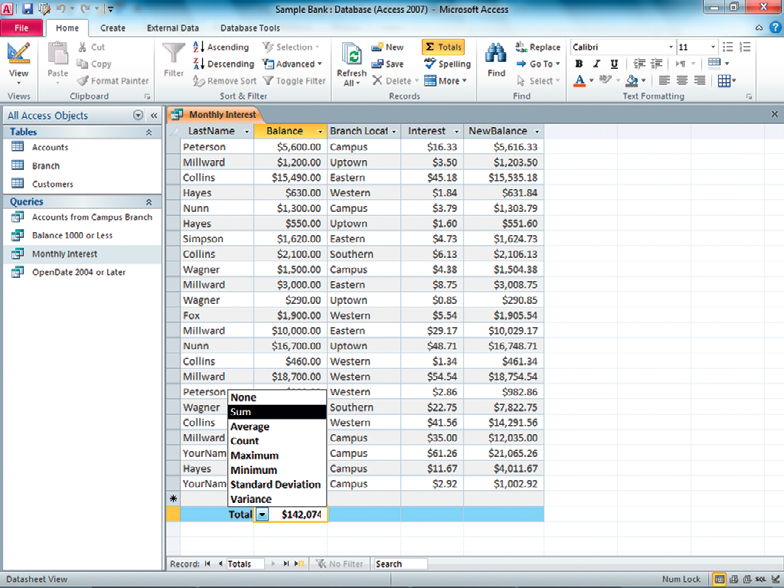 Sample Bank : Database (Access 2007) - Microsoft Access
File Home Create External Data Database Tools
View
Views
Paste
Cut
Copy
Format Painter
Clipboard
Filter
Ascending
Descending
Remove Sort
Selection
Advanced
Toggle Filter
Sort & Filter
Refresh All
New
Save
Delete
Totals
Spelling
More
Records
Find
Replace
Go To
Select
Find
Calibri 11
B I U
A
Text Formatting
All Access Objects
Tables
Accounts
Branch
Customers
Queries
Accounts from Campus Branch
Balance 1000 or Less
Monthly Interest
OpenDate 2004 or Later
Monthly Interest
LastName Balance Branch Locat Interest NewBalance
Peterson $5,600.00 Campus $16.33 $5,616.33
Millward $1,200.00 Uptown $3.50 $1,203.50
Collins $15,490.00 Eastern $45.18 $15,535.18
Hayes $630.00 Western $1.84 $631.84
Nunn $1,300.00 Campus $3.79 $1,303.79
Hayes $550.00 Uptown $1.60 $551.60
Simpson $1,620.00 Eastern $4.73 $1,624.73
Collins $2,100.00 Southern $6.13 $2,106.13
Wagner $1,500.00 Campus $4.38 $1,504.38
Millward $3,000.00 Eastern $8.75 $3,008.75
Wagner $290.00 Uptown $0.85 $290.85
Fox $1,900.00 Western $5.54 $1,905.54
Millward $10,000.00 Eastern $29.17 $10,029.17
Nunn $16,700.00 Uptown $48.71 $16,748.71
Collins $460.00 Western $1.34 $461.34
Millward $18,700.00 Western $54.54 $18,754.54
Peterson Western $2.86 $982.86
Wagner Southern $22.75 $7,822.75
Collins Western $41.56 $14,291.56
Millward Campus $35.00 $12,035.00
YourNam Campus $61.26 $21,065.26
Hayes Campus $11.67 $4,011.67
YourNam Campus $2.92 $1,002.92
None
Sum
Average
Count
Maximum
Minimum
Standard Deviation
Variance
Total $142,074
Record: Totals No Filter Search
Datasheet View Num Lock SQL